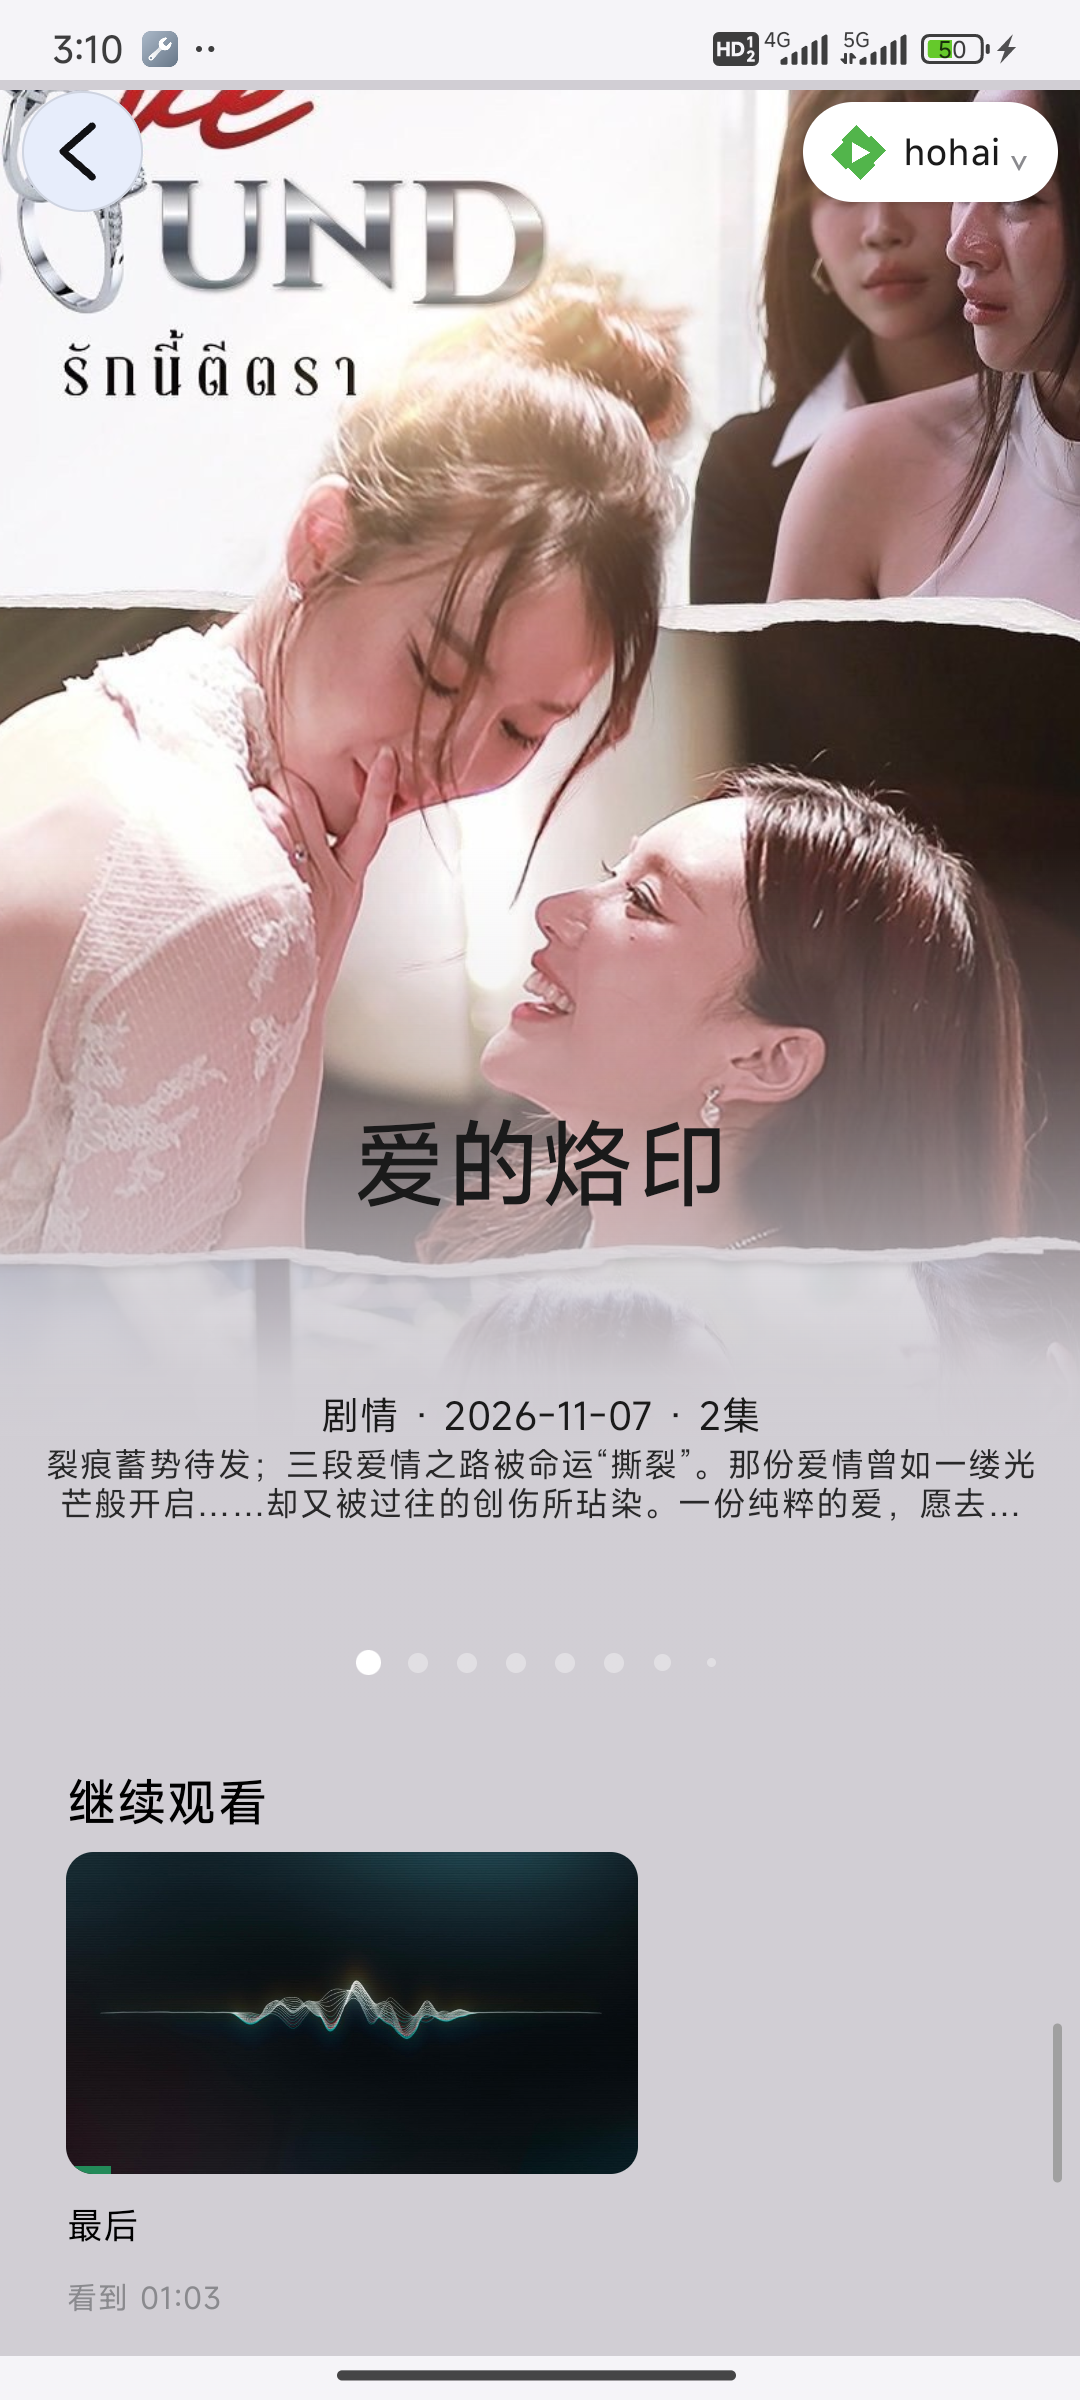 3:10
HD 1 2 4G 5G 50
hohai
UND
รักนี้ตีตรา
爱的烙印
剧情 · 2026-11-07 · 2集
裂痕蓄势待发；三段爱情之路被命运“撕裂”。那份爱情曾如一缕光
芒般开启……却又被过往的创伤所玷染。一份纯粹的爱，愿去…
继续观看
最后
看到 01:03